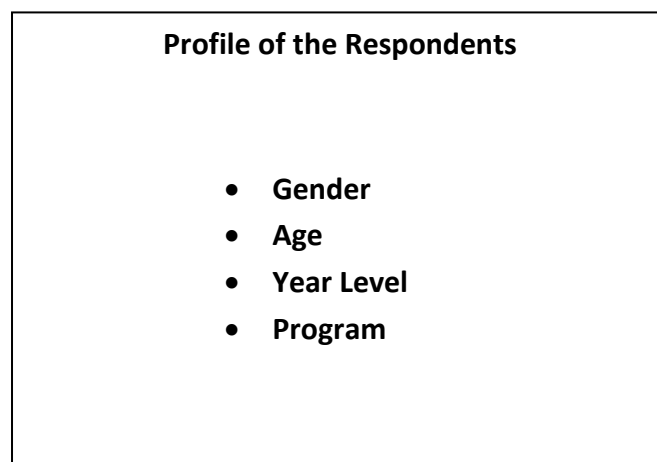 Profile of the Respondents
• Gender
• Age
• Year Level
• Program